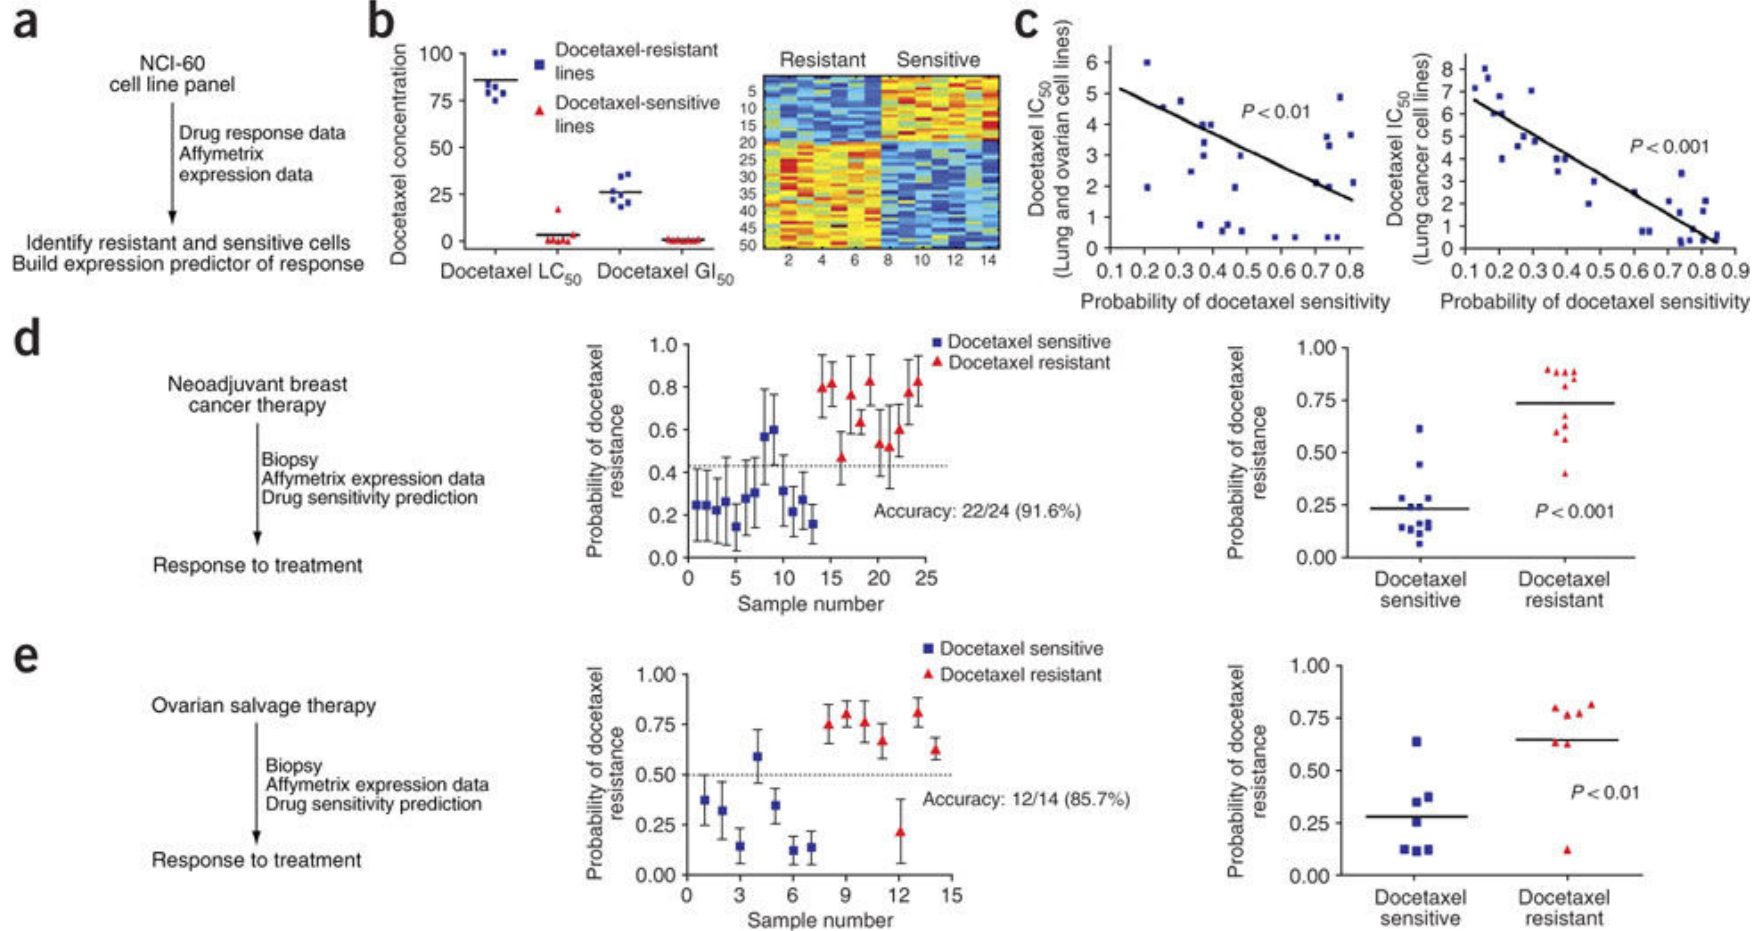 a
NCI-60
cell line panel
Drug response data
Affymetrix
expression data
Identify resistant and sensitive cells
Build expression predictor of response
b
Docetaxel concentration
100
75
50
25
0
Docetaxel-resistant
lines
Docetaxel-sensitive
lines
Docetaxel LC50
Docetaxel GI50
Resistant
Sensitive
5
10
15
20
25
30
35
40
45
50
2 4 6 8 10 12 14
c
Docetaxel IC50
(Lung and ovarian cell lines)
6
5
4
3
2
1
0
P < 0.01
0.1 0.2 0.3 0.4 0.5 0.6 0.7 0.8
Probability of docetaxel sensitivity
Docetaxel IC50
(Lung cancer cell lines)
8
7
6
5
4
3
2
1
0
P < 0.001
0.1 0.2 0.3 0.4 0.5 0.6 0.7 0.8 0.9
Probability of docetaxel sensitivity
d
Neoadjuvant breast
cancer therapy
Biopsy
Affymetrix expression data
Drug sensitivity prediction
Response to treatment
Probability of docetaxel
resistance
1.0
0.8
0.6
0.4
0.2
0.0
Docetaxel sensitive
Docetaxel resistant
Accuracy: 22/24 (91.6%)
0 5 10 15 20 25
Sample number
Probability of docetaxel
resistance
1.00
0.75
0.50
0.25
0.00
P < 0.001
Docetaxel
sensitive
Docetaxel
resistant
e
Ovarian salvage therapy
Biopsy
Affymetrix expression data
Drug sensitivity prediction
Response to treatment
Probability of docetaxel
resistance
1.00
0.75
0.50
0.25
0.00
Docetaxel sensitive
Docetaxel resistant
Accuracy: 12/14 (85.7%)
0 3 6 9 12 15
Sample number
Probability of docetaxel
resistance
1.00
0.75
0.50
0.25
0.00
P < 0.01
Docetaxel
sensitive
Docetaxel
resistant